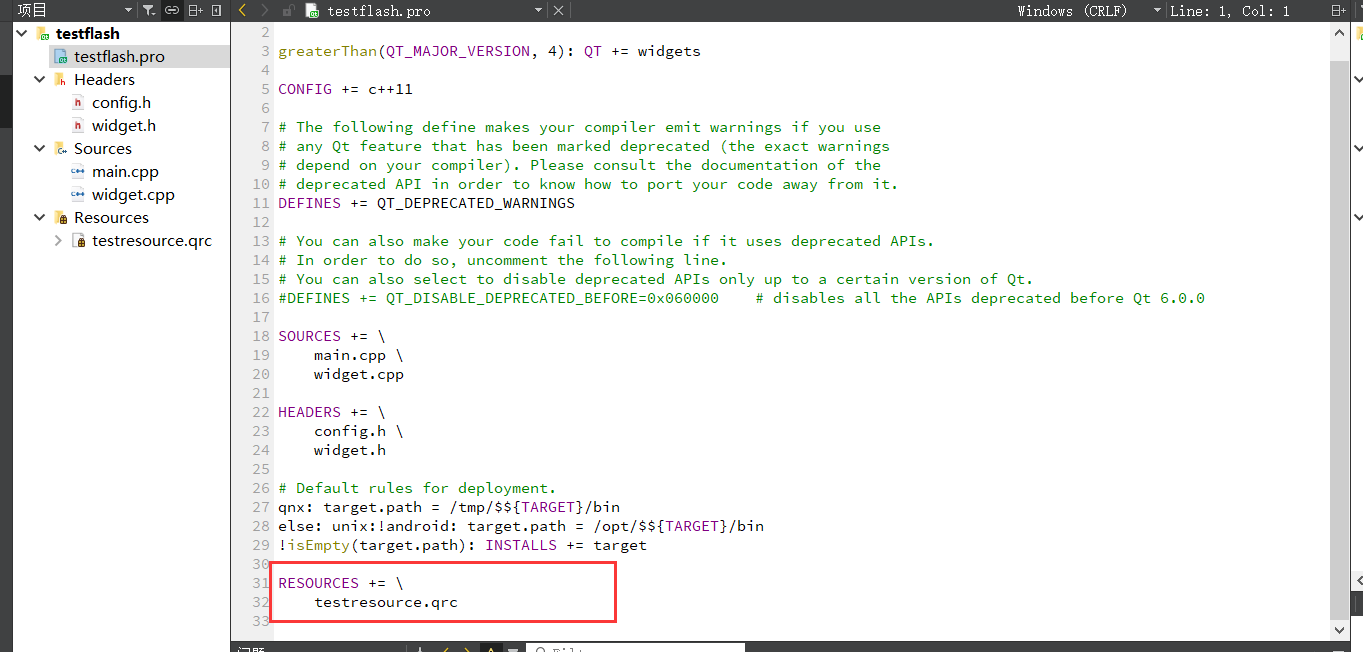 项目
testflash.pro
Windows (CRLF)
Line: 1, Col: 1
testflash
testflash.pro
Headers
config.h
widget.h
Sources
main.cpp
widget.cpp
Resources
testresource.qrc
2
3 greaterThan(QT_MAJOR_VERSION, 4): QT += widgets
4
5 CONFIG += c++11
6
7 # The following define makes your compiler emit warnings if you use
8 # any Qt feature that has been marked deprecated (the exact warnings
9 # depend on your compiler). Please consult the documentation of the
10 # deprecated API in order to know how to port your code away from it.
11 DEFINES += QT_DEPRECATED_WARNINGS
12
13 # You can also make your code fail to compile if it uses deprecated APIs.
14 # In order to do so, uncomment the following line.
15 # You can also select to disable deprecated APIs only up to a certain version of Qt.
16 #DEFINES += QT_DISABLE_DEPRECATED_BEFORE=0x060000    # disables all the APIs deprecated before Qt 6.0.0
17
18 SOURCES += \
19     main.cpp \
20     widget.cpp
21
22 HEADERS += \
23     config.h \
24     widget.h
25
26 # Default rules for deployment.
27 qnx: target.path = /tmp/$${TARGET}/bin
28 else: unix:!android: target.path = /opt/$${TARGET}/bin
29 !isEmpty(target.path): INSTALLS += target
30
31 RESOURCES += \
32     testresource.qrc
33